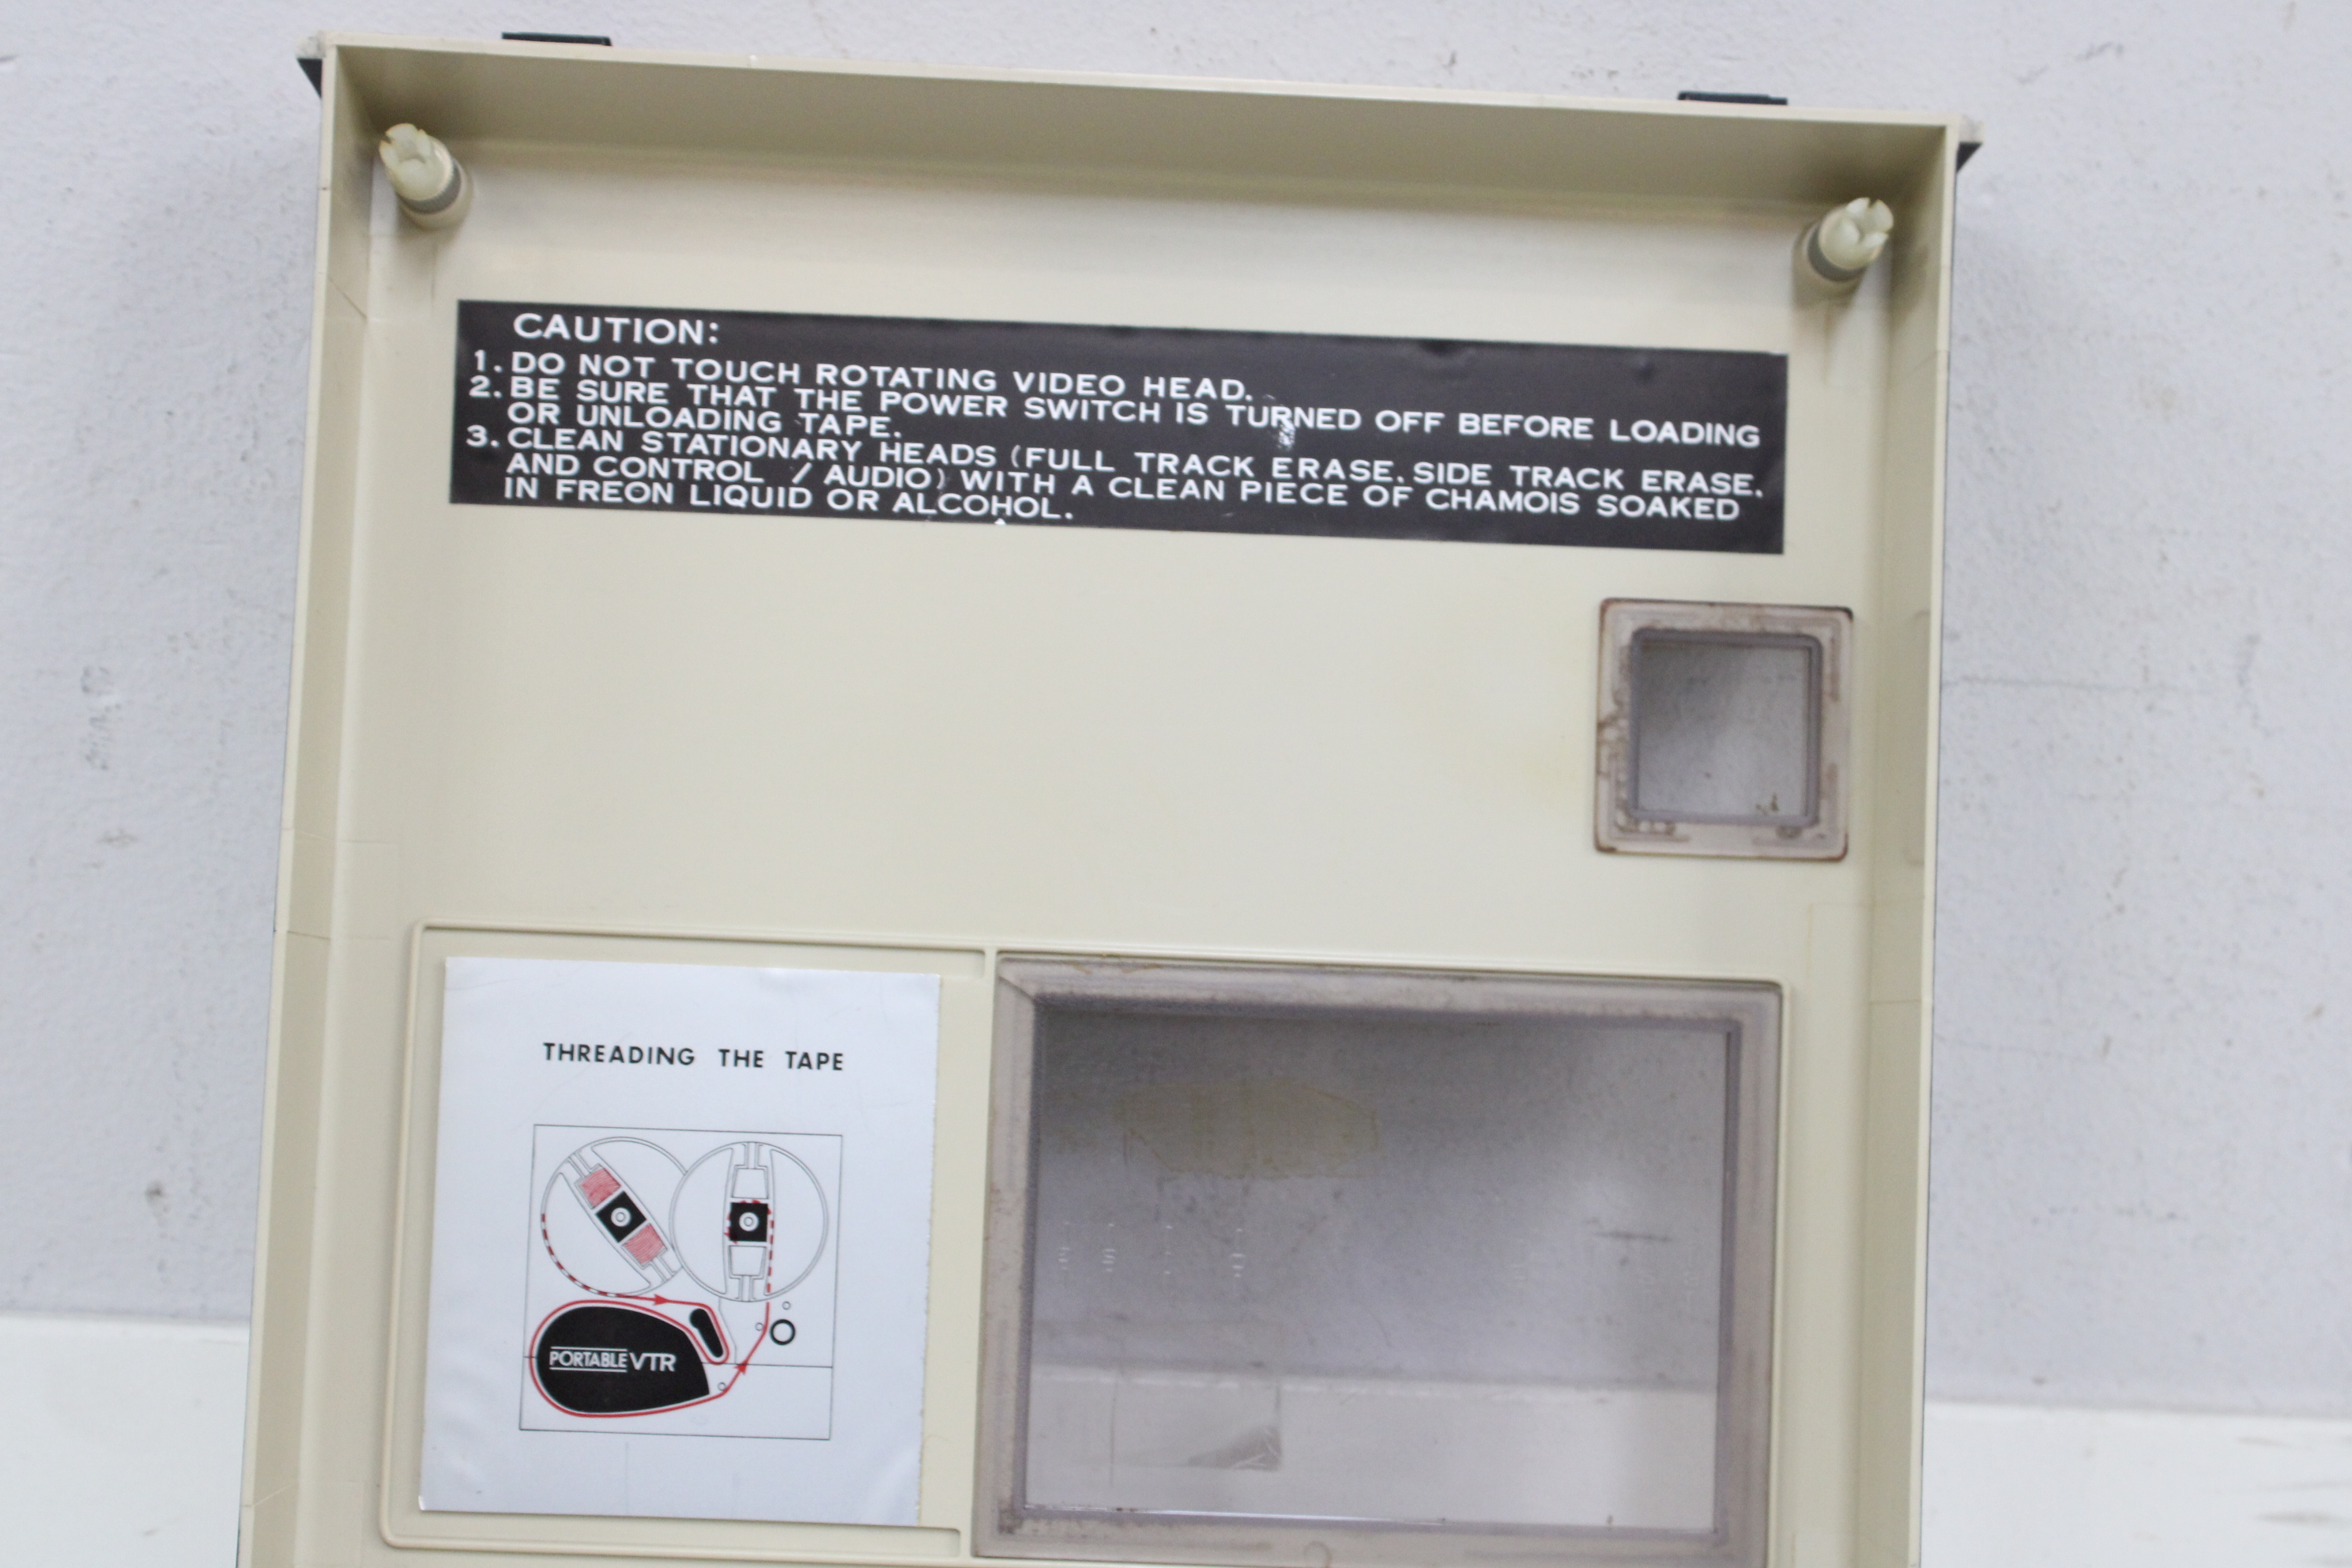 CAUTION:
1. DO NOT TOUCH ROTATING VIDEO HEAD.
2. BE SURE THAT THE POWER SWITCH IS TURNED OFF BEFORE LOADING
OR UNLOADING TAPE.
3. CLEAN STATIONARY HEADS (FULL TRACK ERASE, SIDE TRACK ERASE,
AND CONTROL / AUDIO) WITH A CLEAN PIECE OF CHAMOIS SOAKED
IN FREON LIQUID OR ALCOHOL.
THREADING THE TAPE
PORTABLE VTR